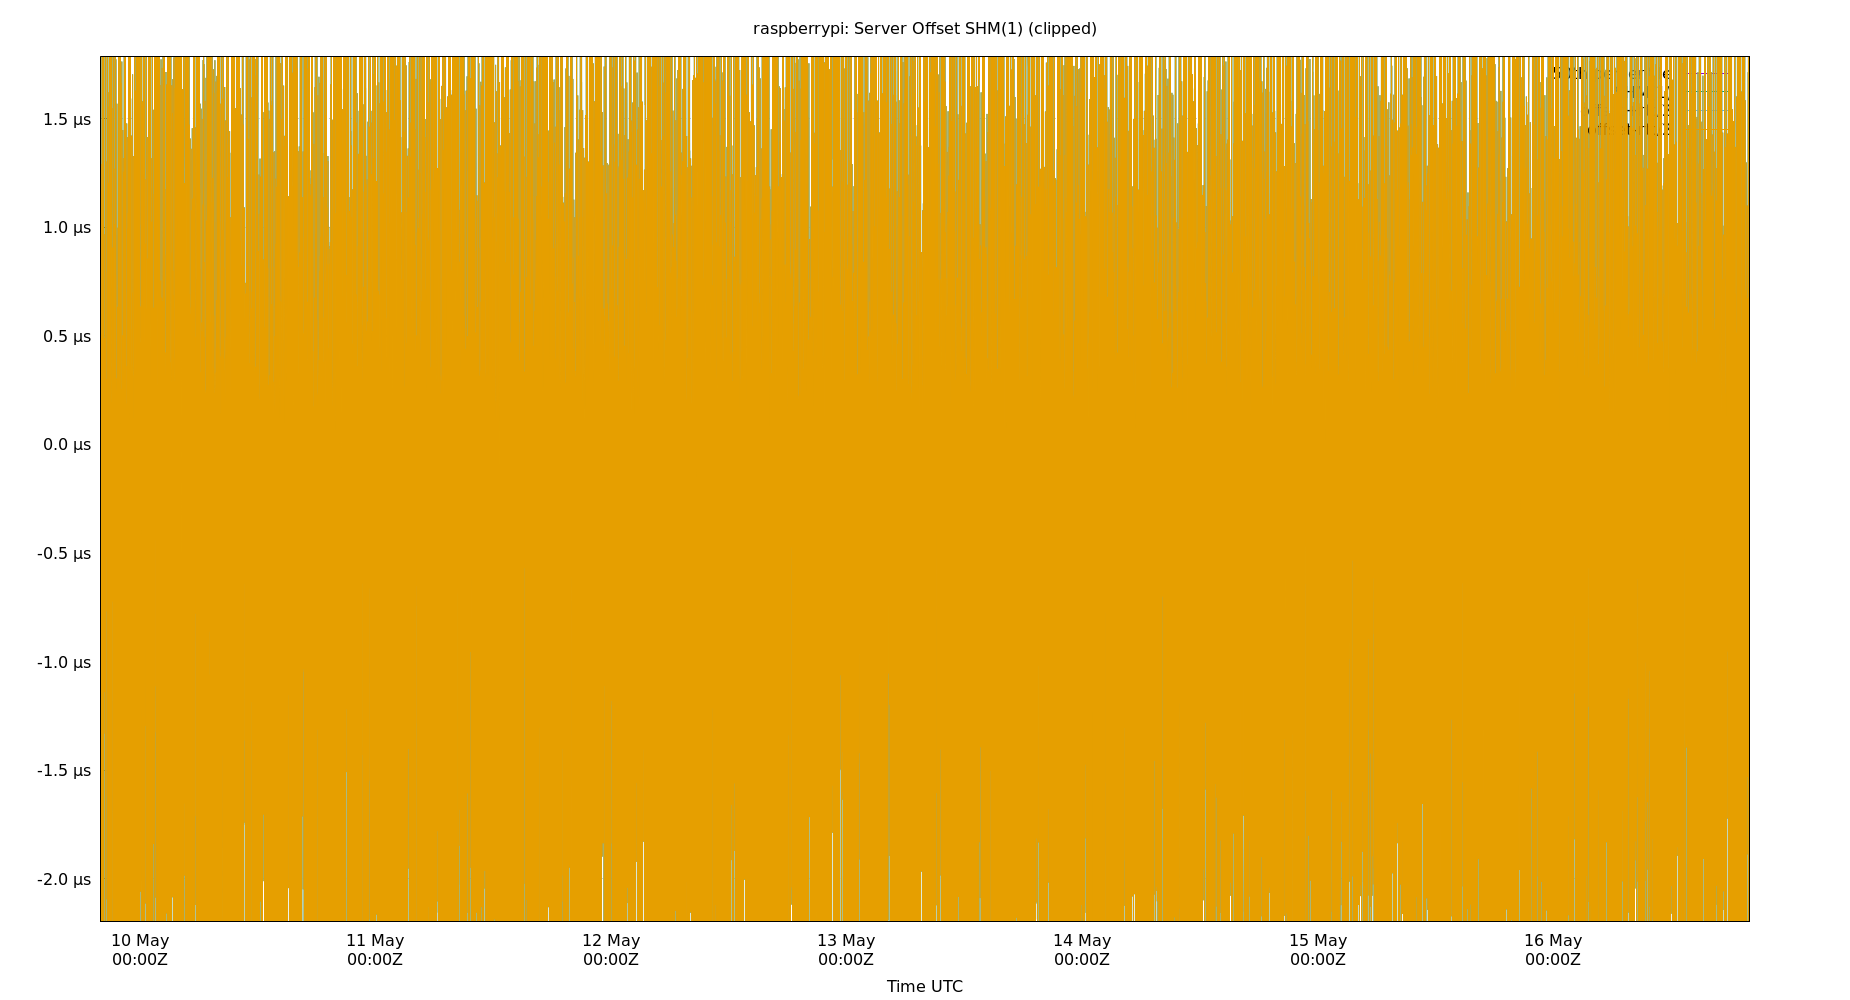 raspberrypi: Server Offset SHM(1) (clipped)
1.5 µs
1.0 µs
0.5 µs
0.0 µs
-0.5 µs
-1.0 µs
-1.5 µs
-2.0 µs
10 May
00:00Z
11 May
00:00Z
12 May
00:00Z
13 May
00:00Z
14 May
00:00Z
15 May
00:00Z
16 May
00:00Z
Time UTC